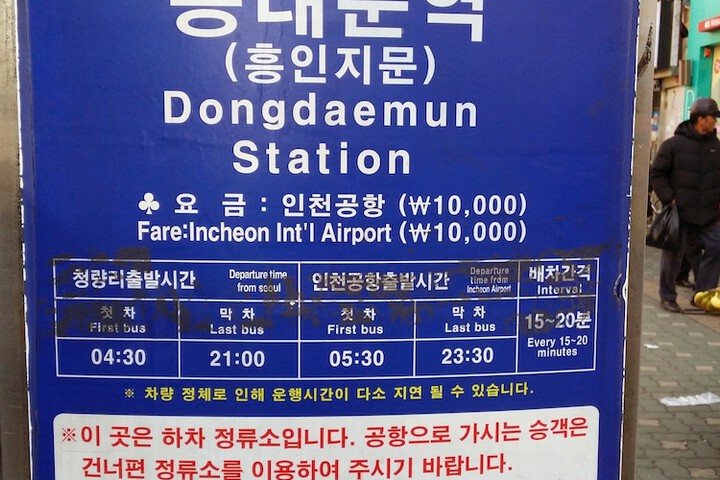 동대문역
(흥인지문)
Dongdaemun
Station
♣ 요 금 : 인천공항 (₩10,000)
Fare:Incheon Int'l Airport (₩10,000)
청량리출발시간 Departure time from seoul 인천공항출발시간 Departure time from Incheon Airport 배차간격 Interval
첫 차 막 차 첫 차 막 차 15~20분
First bus Last bus First bus Last bus Every 15~20 minutes
04:30 21:00 05:30 23:30
※ 차량 정체로 인해 운행시간이 다소 지연 될 수 있습니다.
※이 곳은 하차 정류소입니다. 공항으로 가시는 승객은
건너편 정류소를 이용하여 주시기 바랍니다.